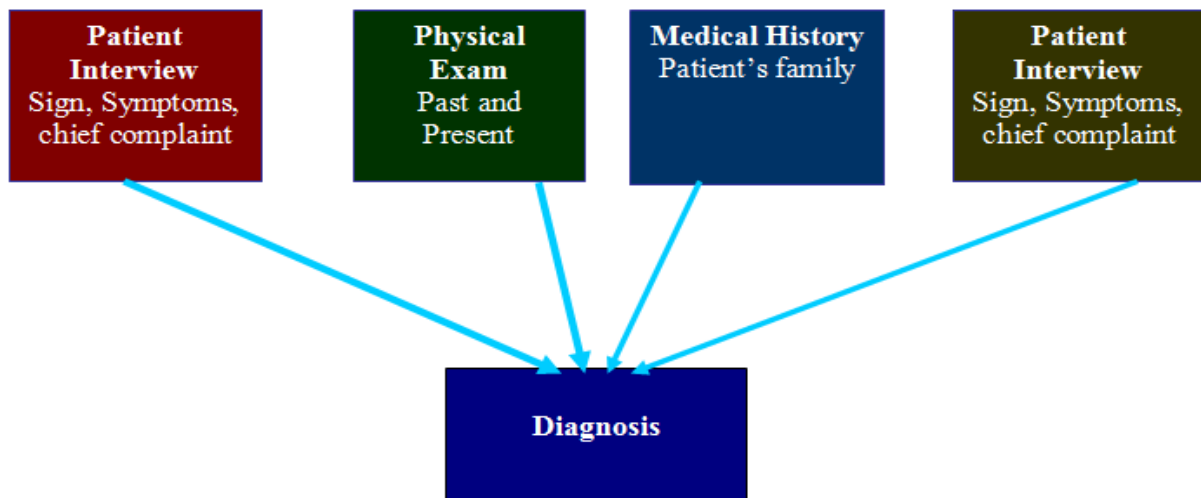 Patient
Interview
Sign, Symptoms,
chief complaint
Physical
Exam
Past and
Present
Medical History
Patient’s family
Patient
Interview
Sign, Symptoms,
chief complaint
Diagnosis